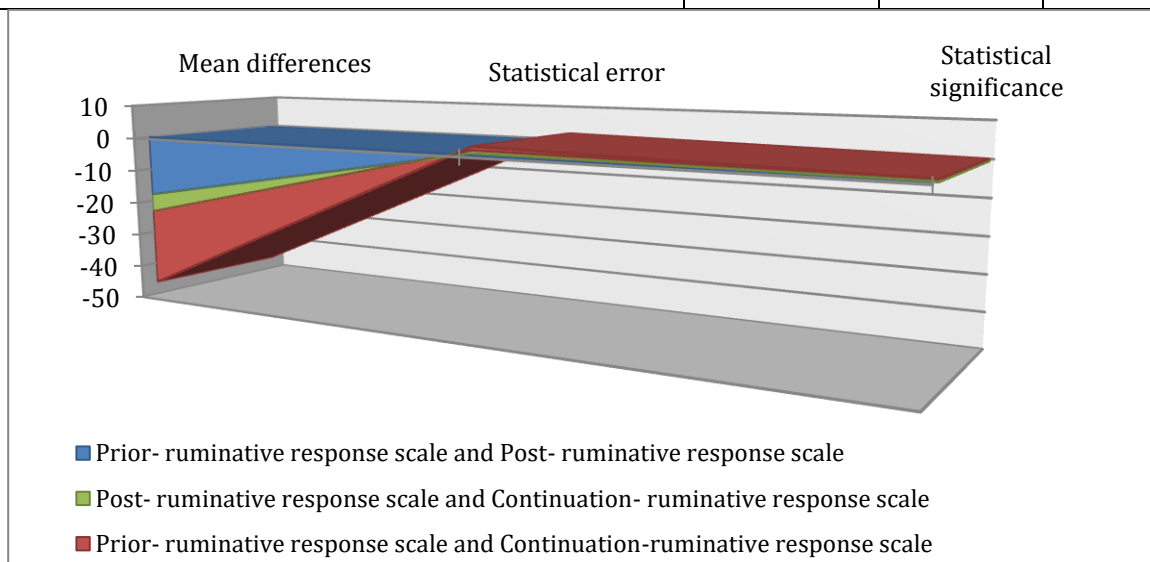 Mean differences
Statistical error
Statistical
significance
10
0
-10
-20
-30
-40
-50
Prior- ruminative response scale and Post- ruminative response scale
Post- ruminative response scale and Continuation- ruminative response scale
Prior- ruminative response scale and Continuation-ruminative response scale